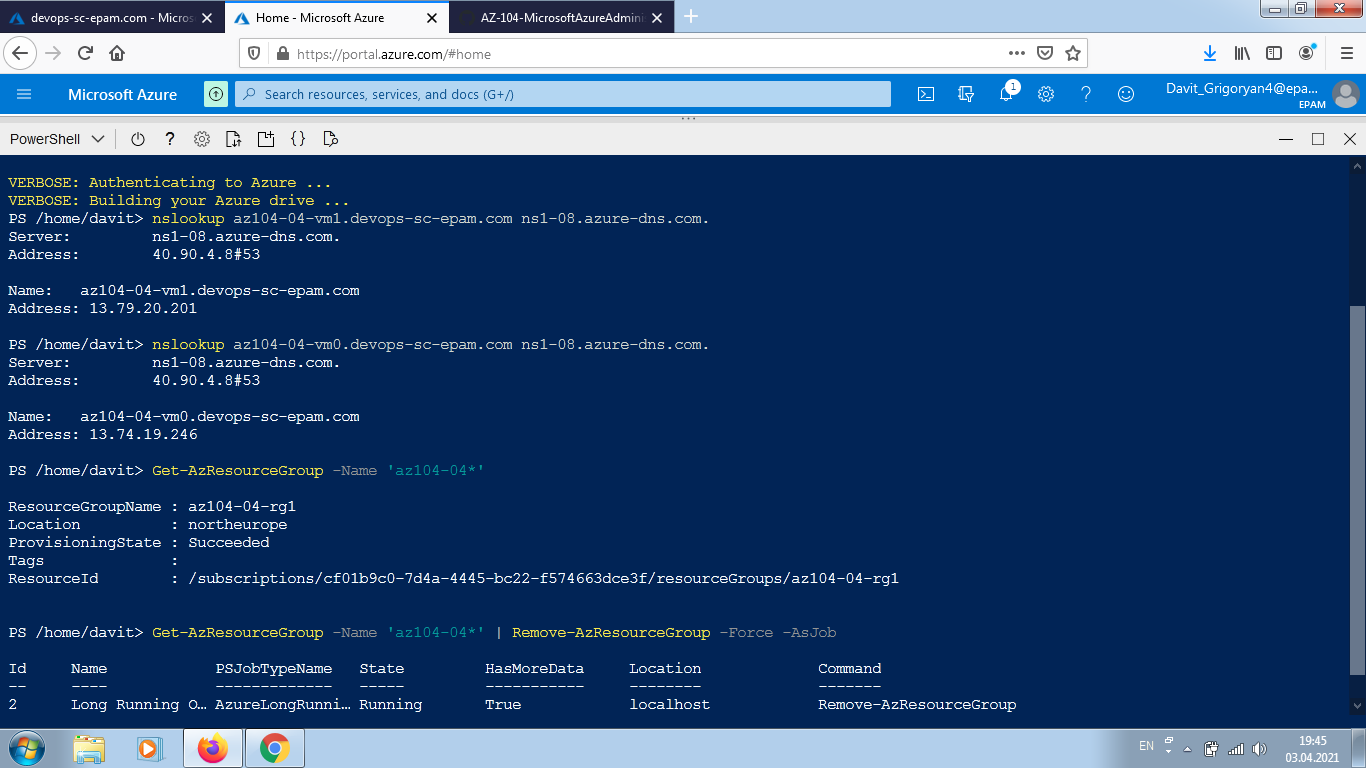 devops-sc-epam.com - Micros
Home - Microsoft Azure
AZ-104-MicrosoftAzureAdmini
https://portal.azure.com/#home
Microsoft Azure
Search resources, services, and docs (G+/)
1
Davit_Grigoryan4@epa...
EPAM
PowerShell
VERBOSE: Authenticating to Azure ...
VERBOSE: Building your Azure drive ...
PS /home/davit> nslookup az104-04-vm1.devops-sc-epam.com ns1-08.azure-dns.com.
Server:         ns1-08.azure-dns.com.
Address:        40.90.4.8#53
Name:   az104-04-vm1.devops-sc-epam.com
Address: 13.79.20.201
PS /home/davit> nslookup az104-04-vm0.devops-sc-epam.com ns1-08.azure-dns.com.
Server:         ns1-08.azure-dns.com.
Address:        40.90.4.8#53
Name:   az104-04-vm0.devops-sc-epam.com
Address: 13.74.19.246
PS /home/davit> Get-AzResourceGroup -Name 'az104-04*'
ResourceGroupName : az104-04-rg1
Location          : northeurope
ProvisioningState : Succeeded
Tags              :
ResourceId        : /subscriptions/cf01b9c0-7d4a-4445-bc22-f574663dce3f/resourceGroups/az104-04-rg1
PS /home/davit> Get-AzResourceGroup -Name 'az104-04*' | Remove-AzResourceGroup -Force -AsJob
Id     Name            PSJobTypeName   State         HasMoreData     Location             Command
--     ----            -------------   -----         -----------     --------             -------
2      Long Running O… AzureLongRunni… Running       True            localhost            Remove-AzResourceGroup
EN
19:45
03.04.2021